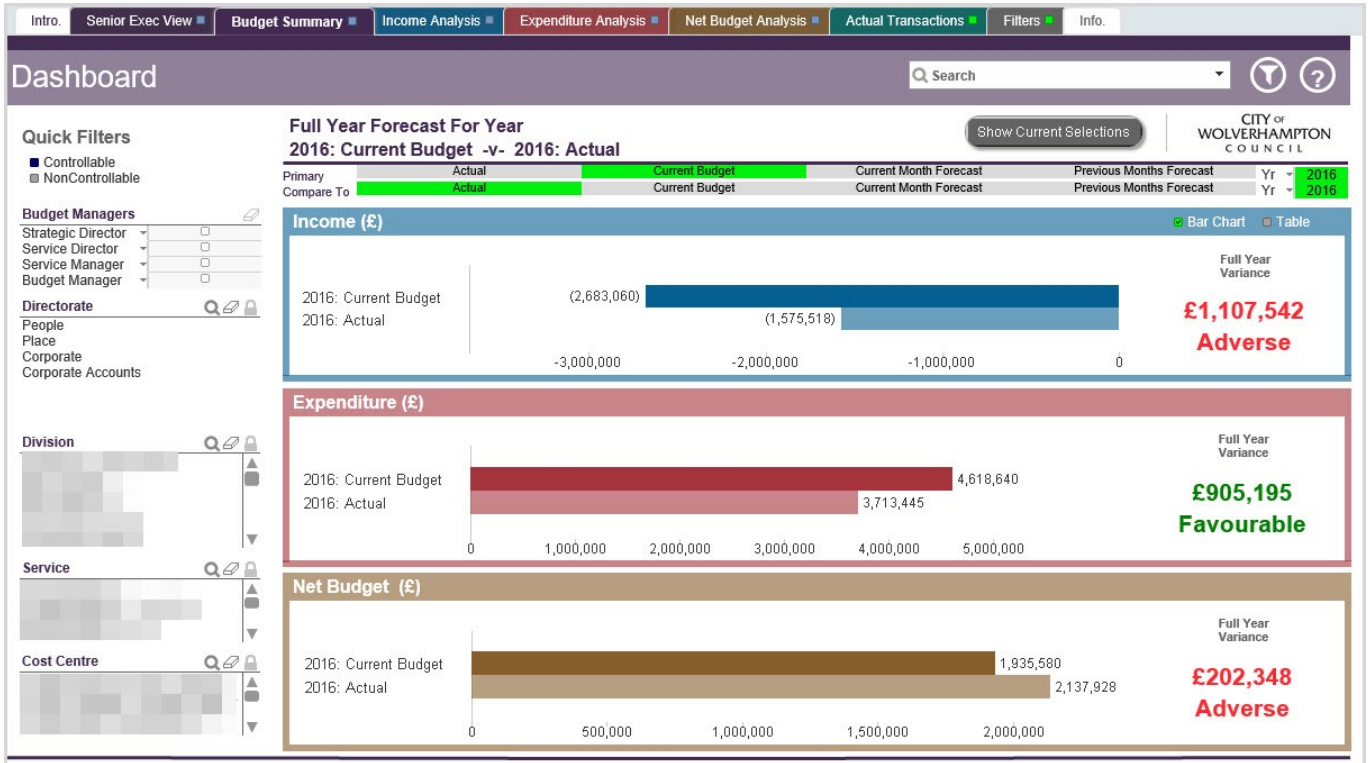 Intro. Senior Exec View Budget Summary Income Analysis Expenditure Analysis Net Budget Analysis Actual Transactions Filters Info.
Dashboard
Search
?
Quick Filters
Controllable
NonControllable
Budget Managers
Strategic Director
Service Director
Service Manager
Budget Manager
Directorate
People
Place
Corporate
Corporate Accounts
Division
Service
Cost Centre
Full Year Forecast For Year
2016: Current Budget -v- 2016: Actual
Show Current Selections
CITY OF
WOLVERHAMPTON
COUNCIL
Primary Actual Current Budget Current Month Forecast Previous Months Forecast Yr 2016
Compare To Actual Current Budget Current Month Forecast Previous Months Forecast Yr 2016
Income (£) Bar Chart Table
Full Year
Variance
2016: Current Budget (2,683,060)
2016: Actual (1,575,518)
£1,107,542
Adverse
-3,000,000 -2,000,000 -1,000,000 0
Expenditure (£)
Full Year
Variance
2016: Current Budget 4,618,640
2016: Actual 3,713,445
£905,195
Favourable
0 1,000,000 2,000,000 3,000,000 4,000,000 5,000,000
Net Budget (£)
Full Year
Variance
2016: Current Budget 1,935,580
2016: Actual 2,137,928
£202,348
Adverse
0 500,000 1,000,000 1,500,000 2,000,000